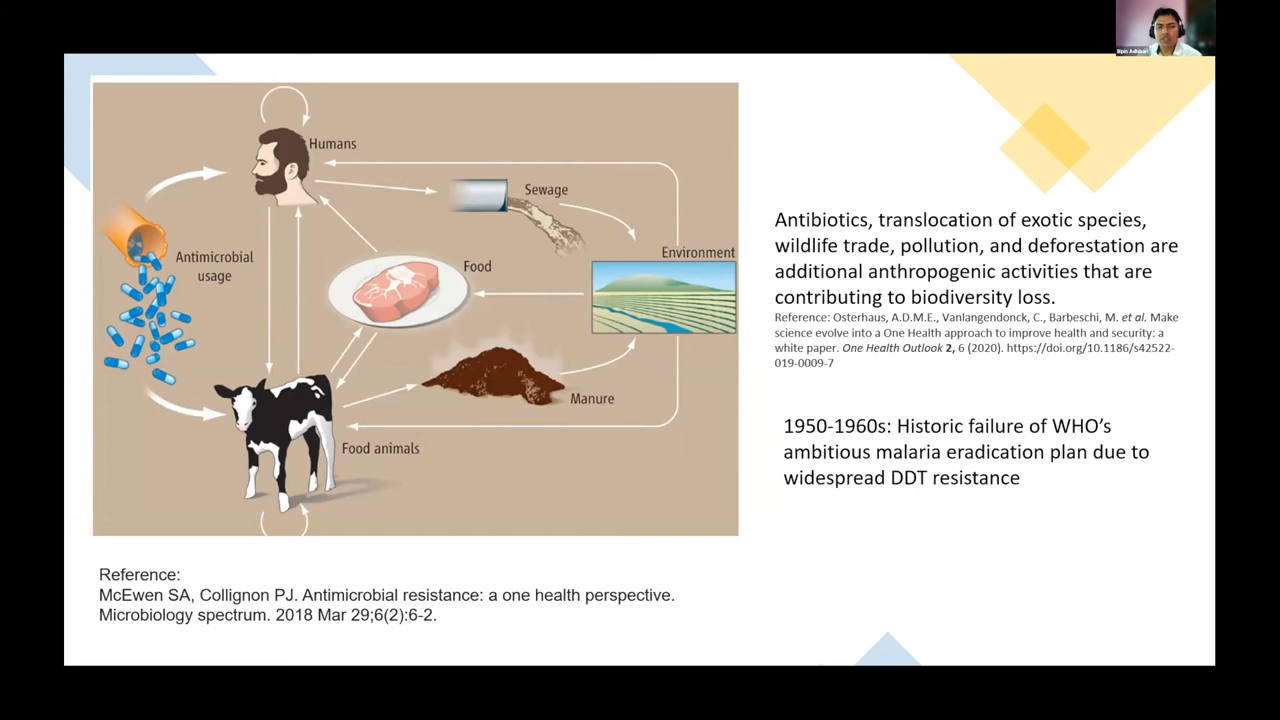 Bipin Adhikari
Humans
Sewage
Antimicrobial
usage
Food
Environment
Manure
Food animals
Antibiotics, translocation of exotic species,
wildlife trade, pollution, and deforestation are
additional anthropogenic activities that are
contributing to biodiversity loss.
Reference: Osterhaus, A.D.M.E., Vanlangendonck, C., Barbeschi, M. et al. Make
science evolve into a One Health approach to improve health and security: a
white paper. One Health Outlook 2, 6 (2020). https://doi.org/10.1186/s42522-
019-0009-7
1950-1960s: Historic failure of WHO’s
ambitious malaria eradication plan due to
widespread DDT resistance
Reference:
McEwen SA, Collignon PJ. Antimicrobial resistance: a one health perspective.
Microbiology spectrum. 2018 Mar 29;6(2):6-2.